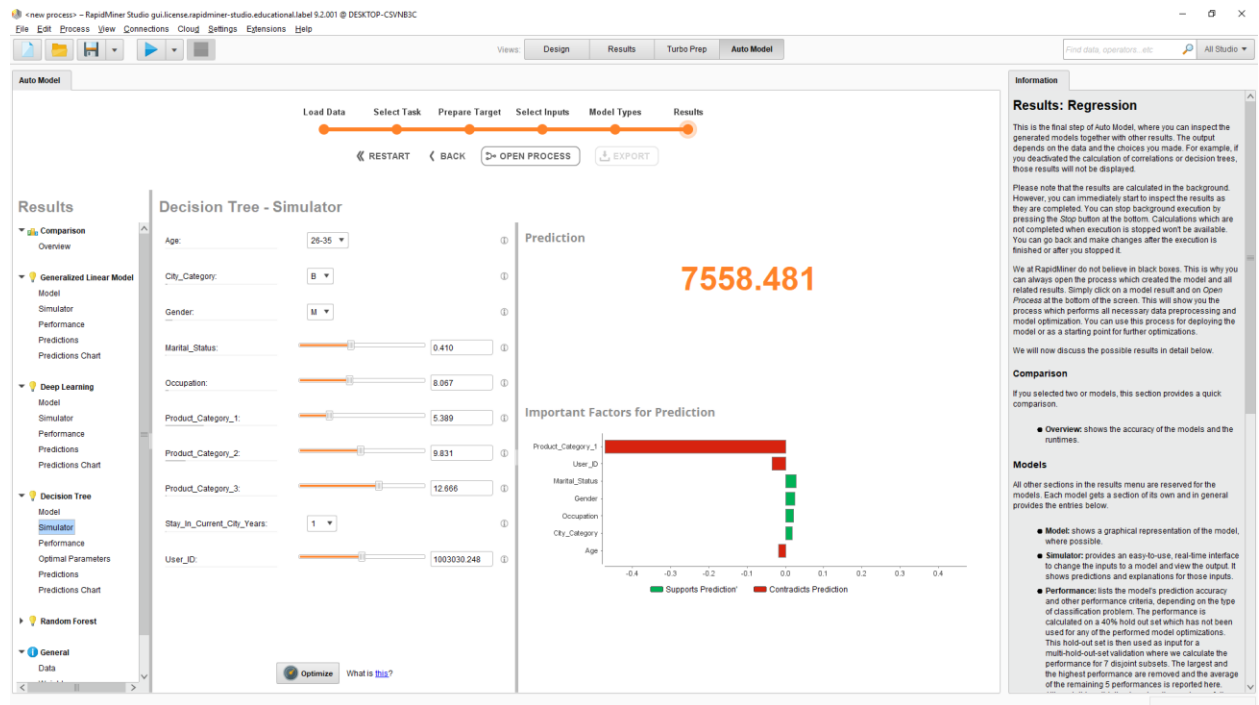 <new process> – RapidMiner Studio gui.license.rapidminer-studio.educational.label 9.2.001 @ DESKTOP-CSVNB3C
File Edit Process View Connections Cloud Settings Extensions Help
Views: Design Results Turbo Prep Auto Model
Find data, operators...etc
All Studio
Auto Model
Load Data Select Task Prepare Target Select Inputs Model Types Results
RESTART BACK OPEN PROCESS EXPORT
Results
Comparison
Overview
Generalized Linear Model
Model
Simulator
Performance
Predictions
Predictions Chart
Deep Learning
Model
Simulator
Performance
Predictions
Predictions Chart
Decision Tree
Model
Simulator
Performance
Optimal Parameters
Predictions
Predictions Chart
Random Forest
General
Data
Decision Tree - Simulator
Age: 26-35
City_Category: B
Gender: M
Marital_Status: 0.410
Occupation: 8.067
Product_Category_1: 5.389
Product_Category_2: 9.831
Product_Category_3: 12.666
Stay_In_Current_City_Years: 1
User_ID: 1003030.248
Optimize What is this?
Prediction
7558.481
Important Factors for Prediction
Product_Category_1
User_ID
Marital_Status
Gender
Occupation
City_Category
Age
-0.4 -0.3 -0.2 -0.1 0.0 0.1 0.2 0.3 0.4
Supports Prediction' Contradicts Prediction
Information
Results: Regression
This is the final step of Auto Model, where you can inspect the
generated models together with other results. The output
depends on the data and the choices you made. For example, if
you deactivated the calculation of correlations or decision trees,
those results will not be displayed.
Please note that the results are calculated in the background.
However, you can immediately start to inspect the results as
they are completed. You can stop background execution by
pressing the Stop button at the bottom. Calculations which are
not completed when execution is stopped won't be available.
You can go back and make changes after the execution is
finished or after you stopped it.
We at RapidMiner do not believe in black boxes. This is why you
can always open the process which created the model and all
related results. Simply click on a model result and on Open
Process at the bottom of the screen. This will show you the
process which performs all necessary data preprocessing and
model optimization. You can use this process for deploying the
model or as a starting point for further optimizations.
We will now discuss the possible results in detail below.
Comparison
If you selected two or models, this section provides a quick
comparison.
● Overview: shows the accuracy of the models and the
runtimes.
Models
All other sections in the results menu are reserved for the
models. Each model gets a section of its own and in general
provides the entries below.
● Model: shows a graphical representation of the model,
where possible.
● Simulator: provides an easy-to-use, real-time interface
to change the inputs to a model and view the output. It
shows predictions and explanations for those inputs.
● Performance: lists the model's prediction accuracy
and other performance criteria, depending on the type
of classification problem. The performance is
calculated on a 40% hold out set which has not been
used for any of the performed model optimizations.
This hold-out set is then used as input for a
multi-hold-out-set validation where we calculate the
performance for 7 disjoint subsets. The largest and
the highest performance are removed and the average
of the remaining 5 performances is reported here.